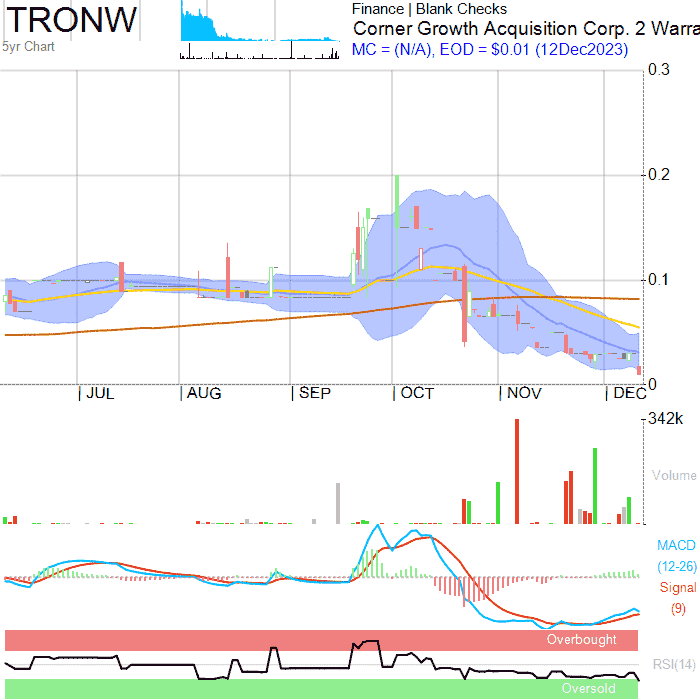 TRONW
5yr Chart
Finance | Blank Checks
Corner Growth Acquisition Corp. 2 Warra
MC = (N/A), EOD = $0.01 (12Dec2023)
0.3
0.2
0.1
0
| JUL | AUG | SEP | OCT | NOV | DEC
342k
Volume
MACD
(12-26)
Signal
(9)
Overbought
RSI(14)
Oversold